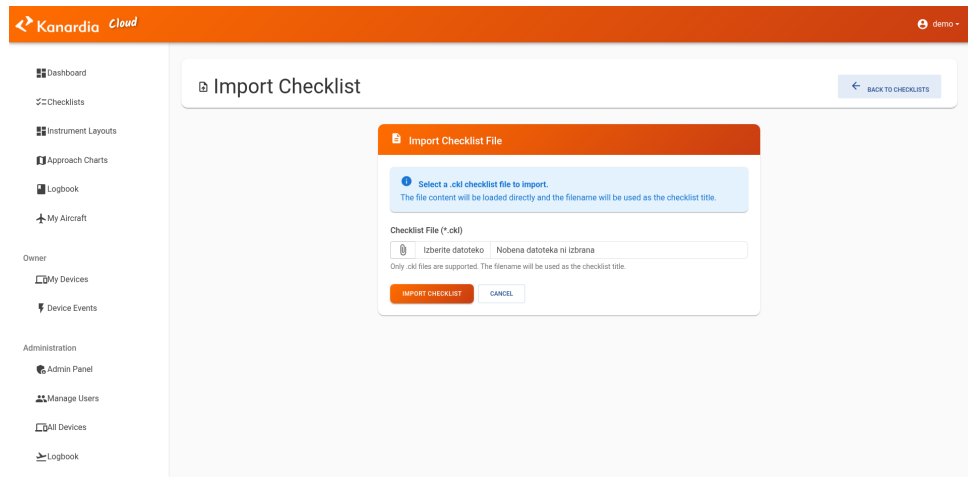 Kanardia Cloud
demo
Dashboard
Checklists
Instrument Layouts
Approach Charts
Logbook
My Aircraft
Owner
My Devices
Device Events
Administration
Admin Panel
Manage Users
All Devices
Logbook
Import Checklist
BACK TO CHECKLISTS
Import Checklist File
Select a .ckl checklist file to import.
The file content will be loaded directly and the filename will be used as the checklist title.
Checklist File (*.ckl)
Izberite datoteko Nobena datoteka ni izbrana
Only .ckl files are supported. The filename will be used as the checklist title.
IMPORT CHECKLIST CANCEL